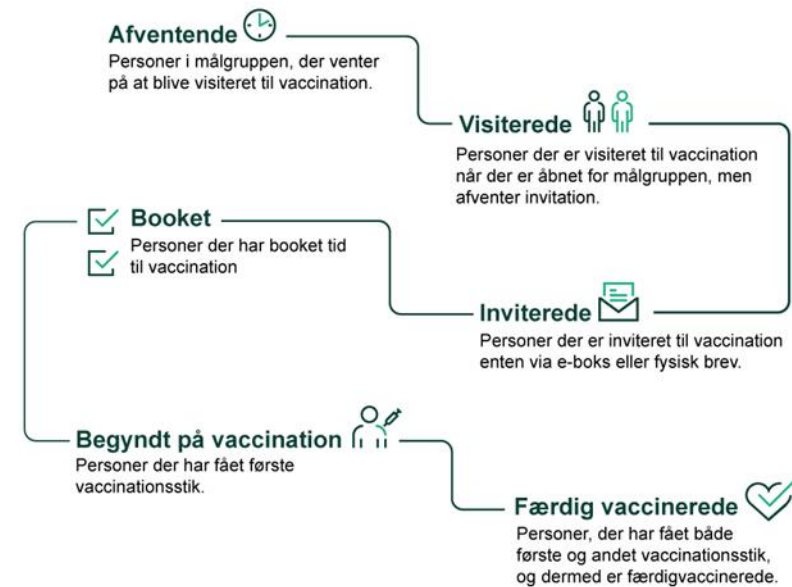 Afventende
Personer i målgruppen, der venter
på at blive visiteret til vaccination.
Visiterede
Personer der er visiteret til vaccination
når der er åbnet for målgruppen, men
afventer invitation.
Inviterede
Personer der er inviteret til vaccination
enten via e-boks eller fysisk brev.
Booket
Personer der har booket tid
til vaccination
Begyndt på vaccination
Personer der har fået første
vaccinationsstik.
Færdig vaccinerede
Personer, der har fået både
første og andet vaccinationsstik,
og dermed er færdigvaccinerede.